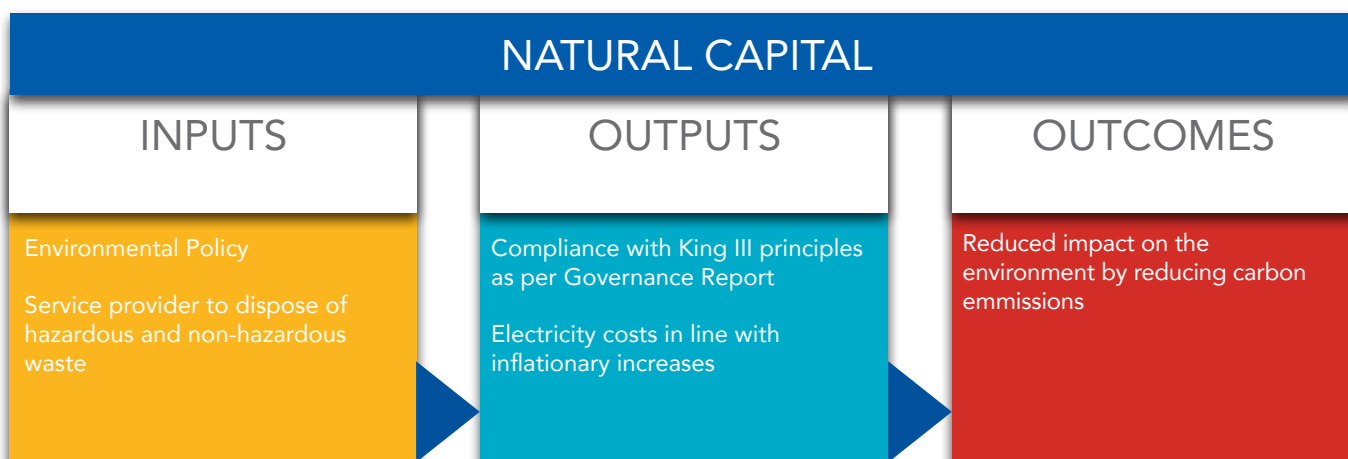 NATURAL CAPITAL
INPUTS
Environmental Policy
Service provider to dispose of
hazardous and non-hazardous
waste
OUTPUTS
Compliance with King III principles
as per Governance Report
Electricity costs in line with
inflationary increases
OUTCOMES
Reduced impact on the
environment by reducing carbon
emmissions